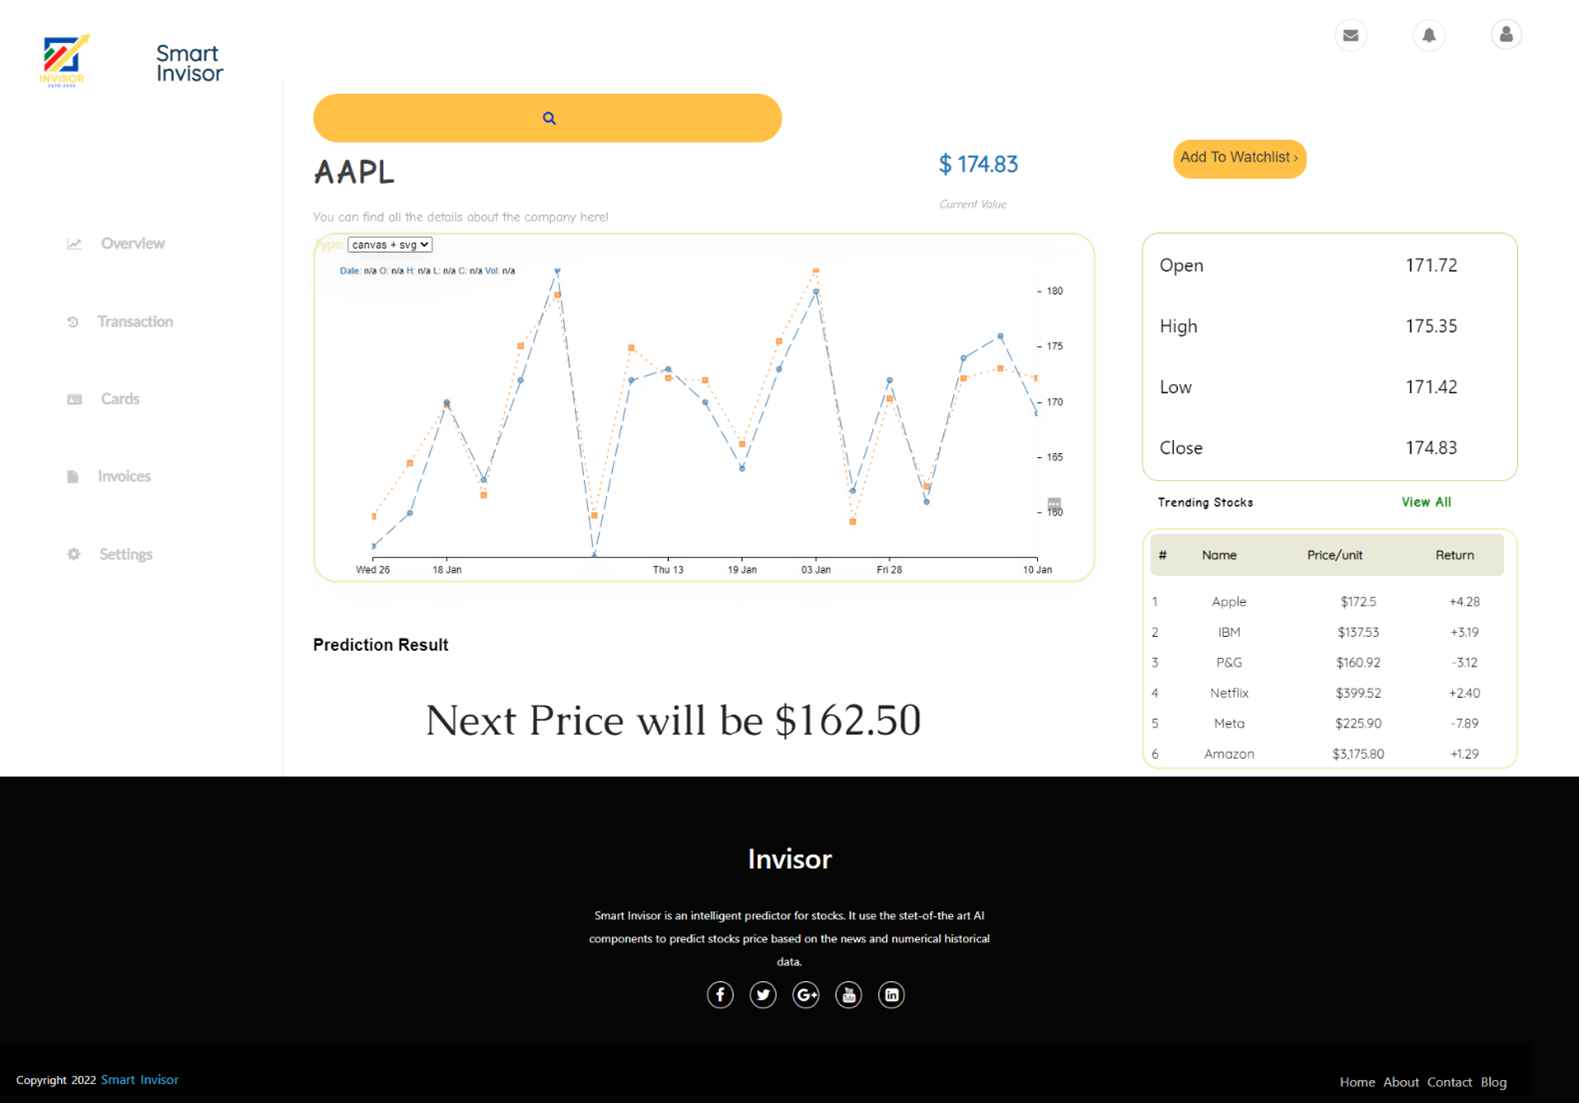 INVISOR
Smart
Invisor
AAPL
$ 174.83
Add To Watchlist ›
You can find all the details about the company here!
Current Value
Overview
Transaction
Cards
Invoices
Settings
Type: canvas + svg
Date: n/a O: n/a H: n/a L: n/a C: n/a Vol: n/a
180
175
170
165
160
Wed 26 18 Jan Thu 13 19 Jan 03 Jan Fri 28 10 Jan
Open 171.72
High 175.35
Low 171.42
Close 174.83
Trending Stocks View All
# Name Price/unit Return
1 Apple $172.5 +4.28
2 IBM $137.53 +3.19
3 P&G $160.92 -3.12
4 Netflix $399.52 +2.40
5 Meta $225.90 -7.89
6 Amazon $3,175.80 +1.29
Prediction Result
Next Price will be $162.50
Invisor
Smart Invisor is an intelligent predictor for stocks. It use the stet-of-the art AI
components to predict stocks price based on the news and numerical historical
data.
Copyright 2022 Smart Invisor
Home About Contact Blog